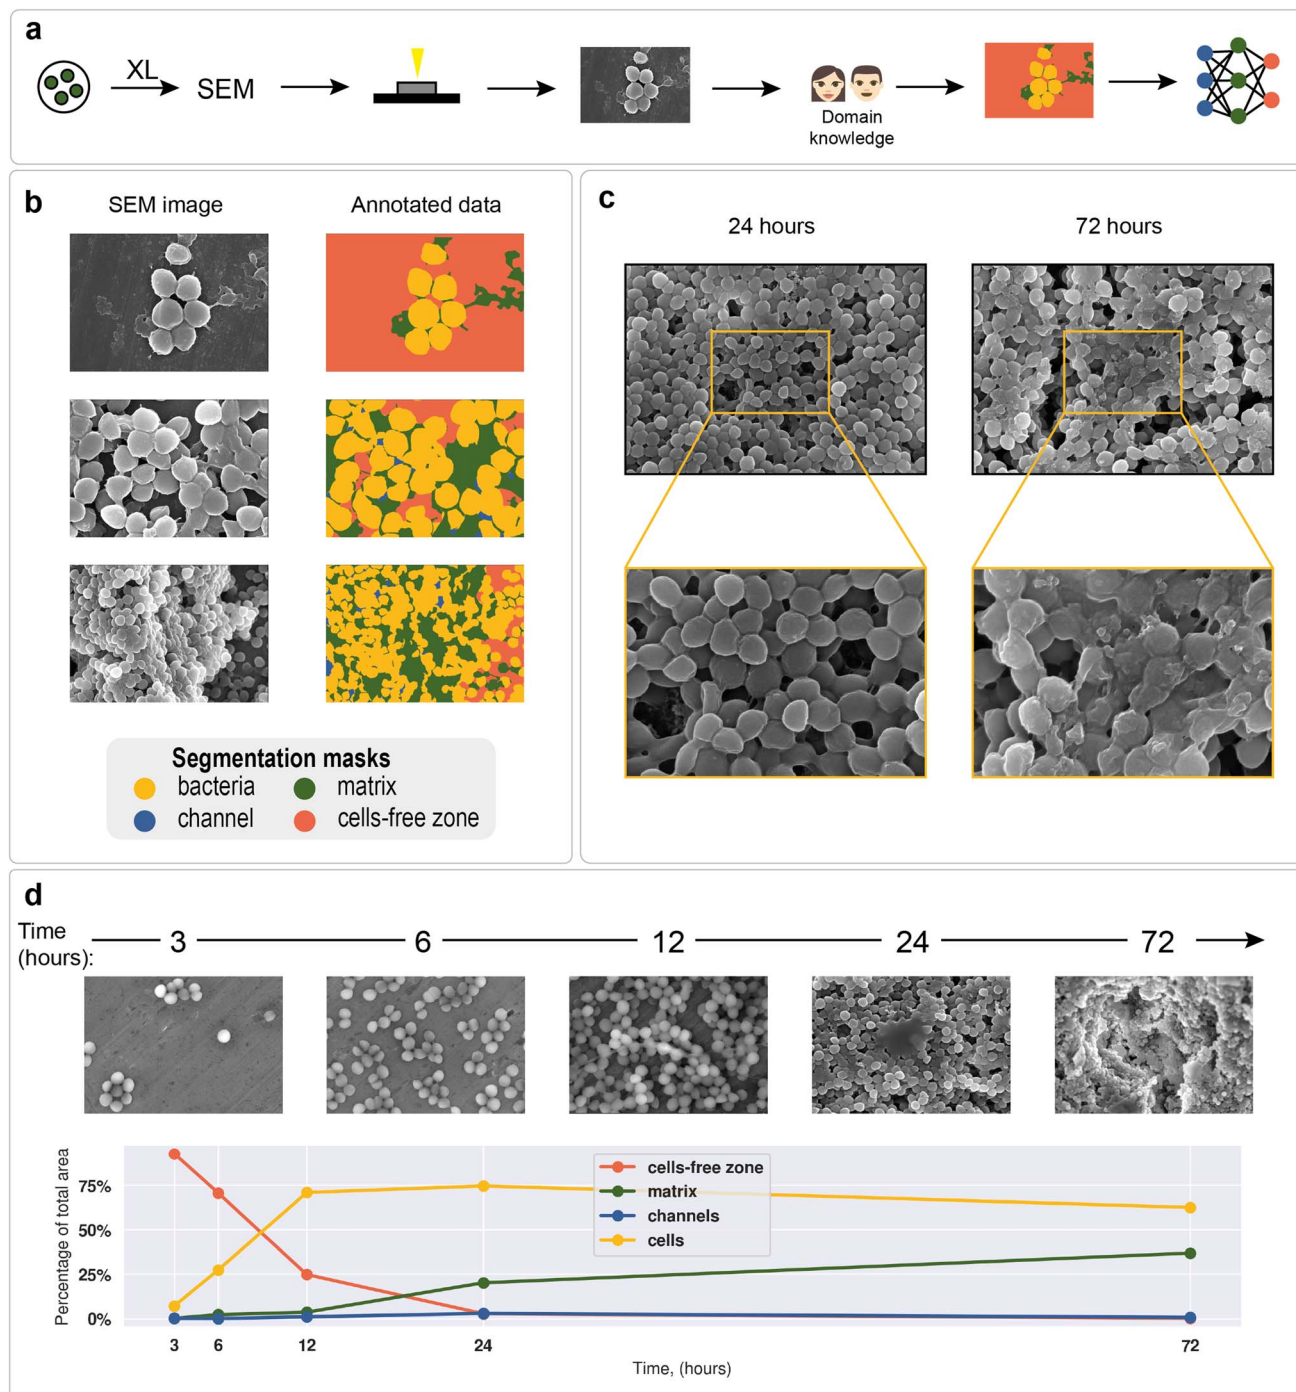 a
XL
SEM
Domain
knowledge
b
SEM image
Annotated data
Segmentation masks
bacteria
matrix
channel
cells-free zone
c
24 hours
72 hours
d
Time
(hours):
3
6
12
24
72
Percentage of total area
75%
50%
25%
0%
cells-free zone
matrix
channels
cells
3
6
12
24
72
Time, (hours)